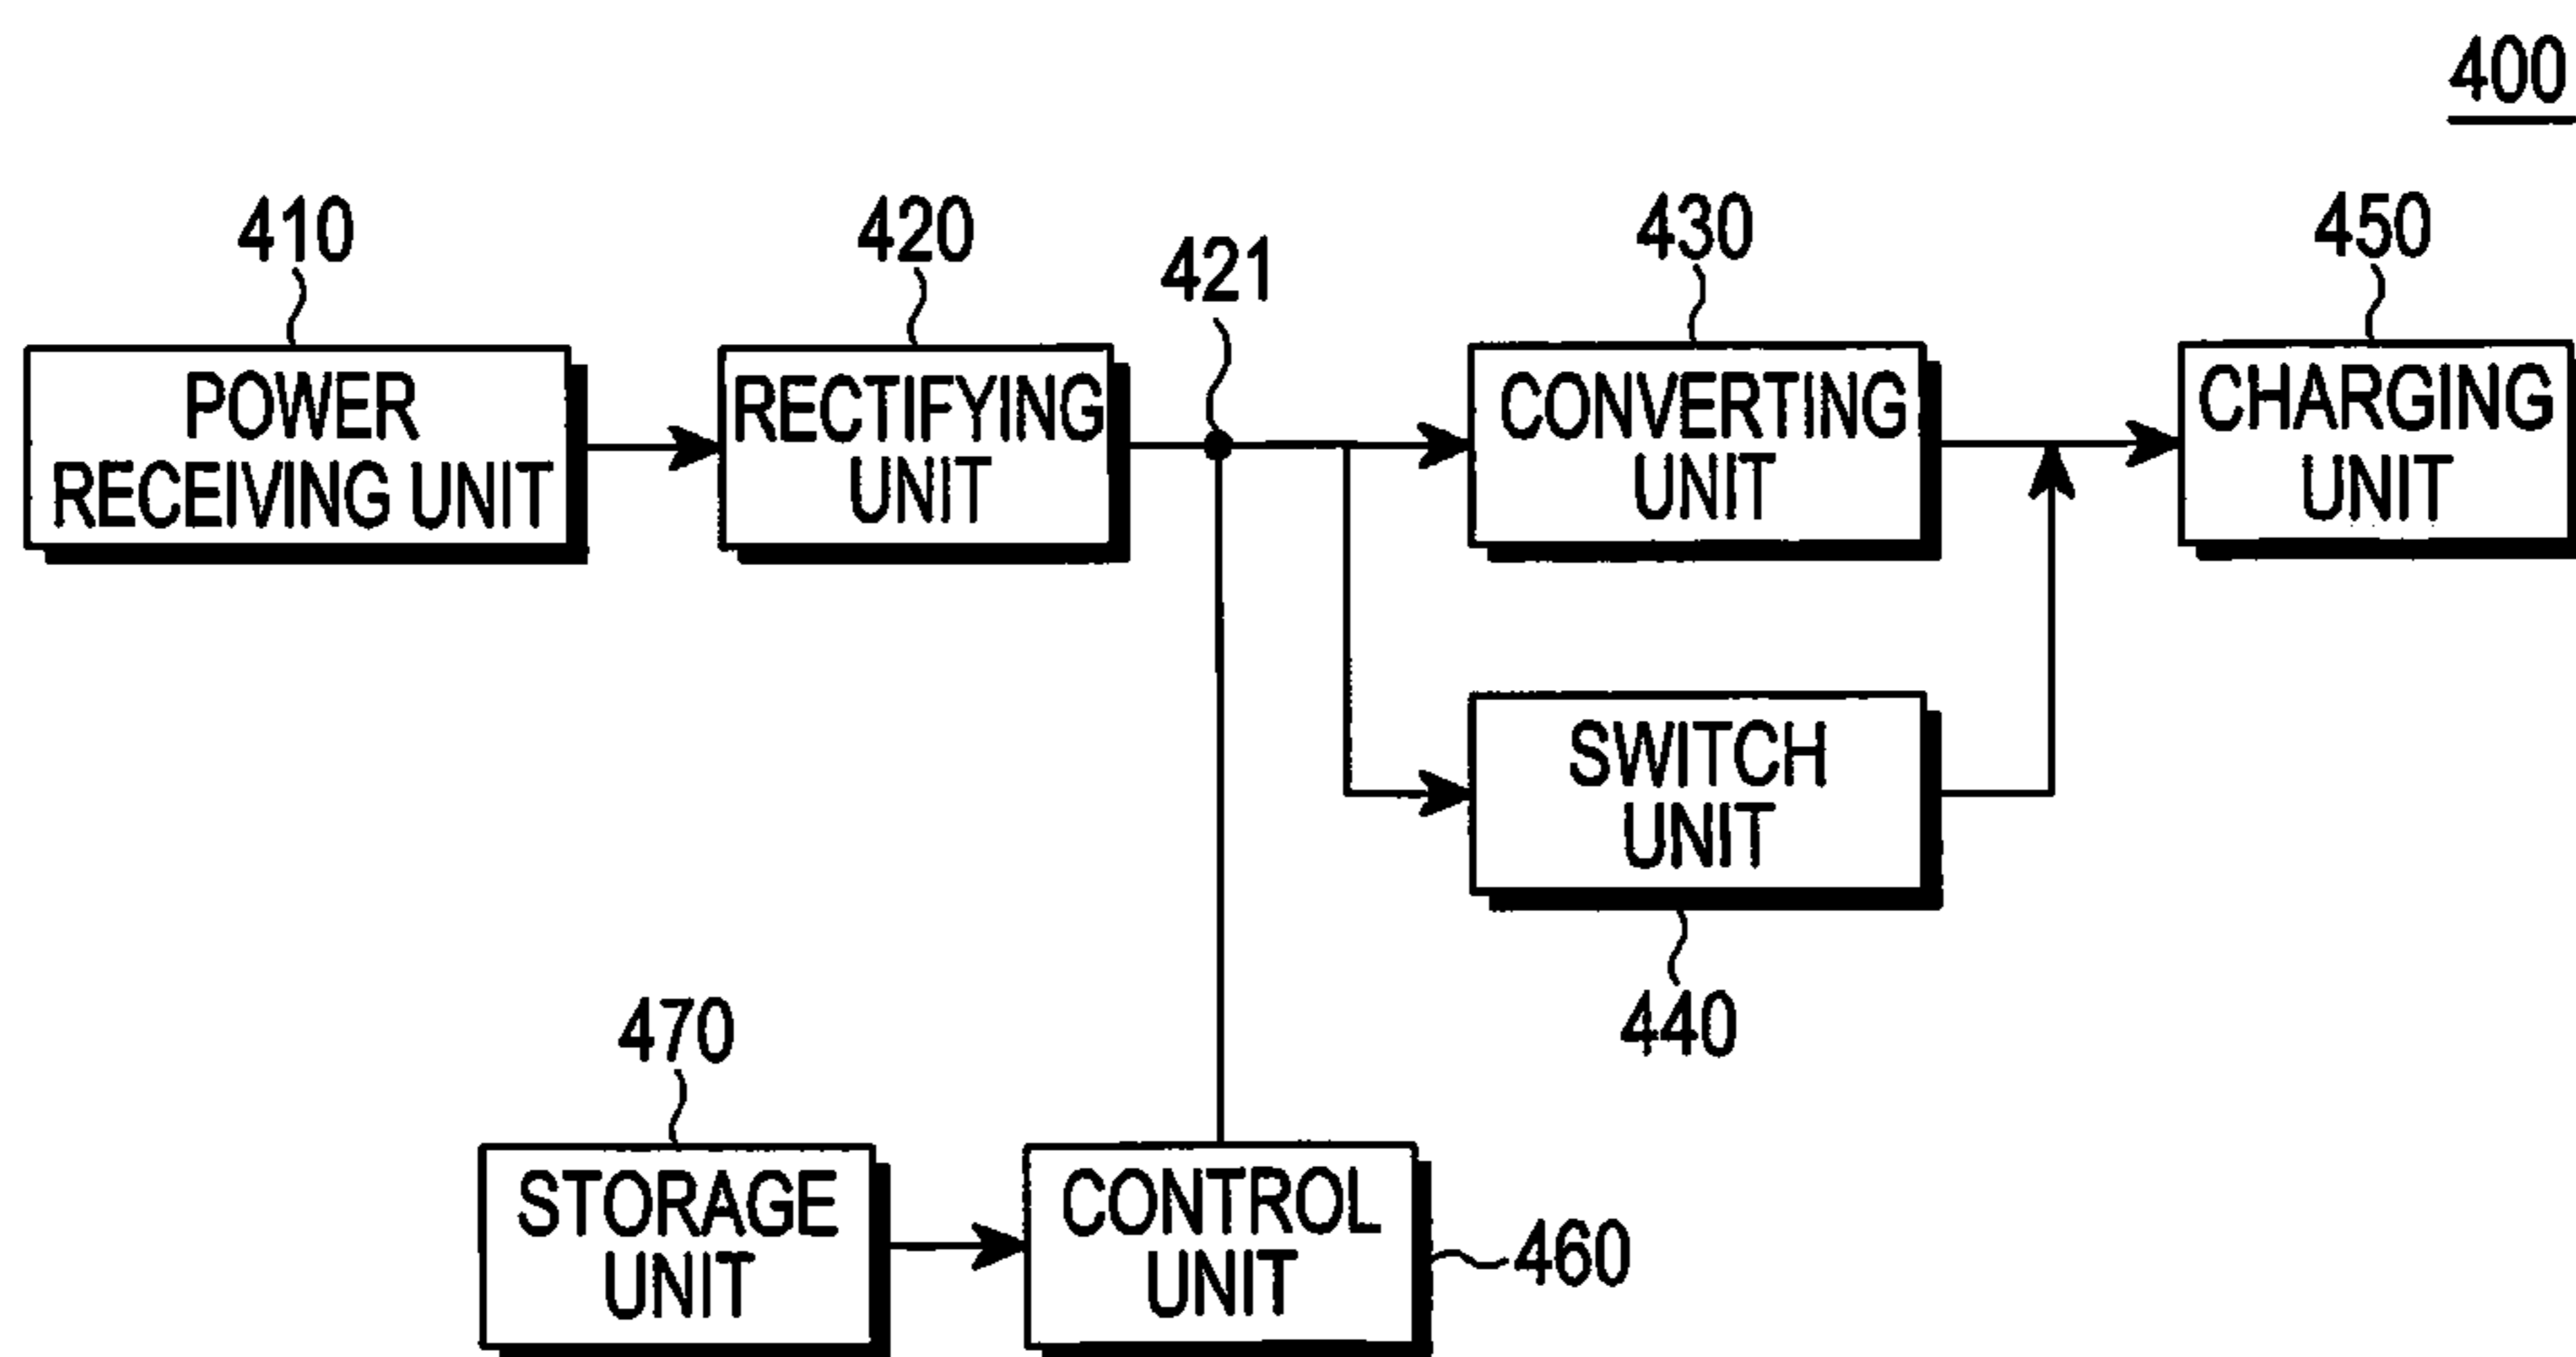 400
410
420
421
430
450
POWER
RECEIVING UNIT
RECTIFYING
UNIT
CONVERTING
UNIT
CHARGING
UNIT
SWITCH
UNIT
440
470
STORAGE
UNIT
CONTROL
UNIT
460